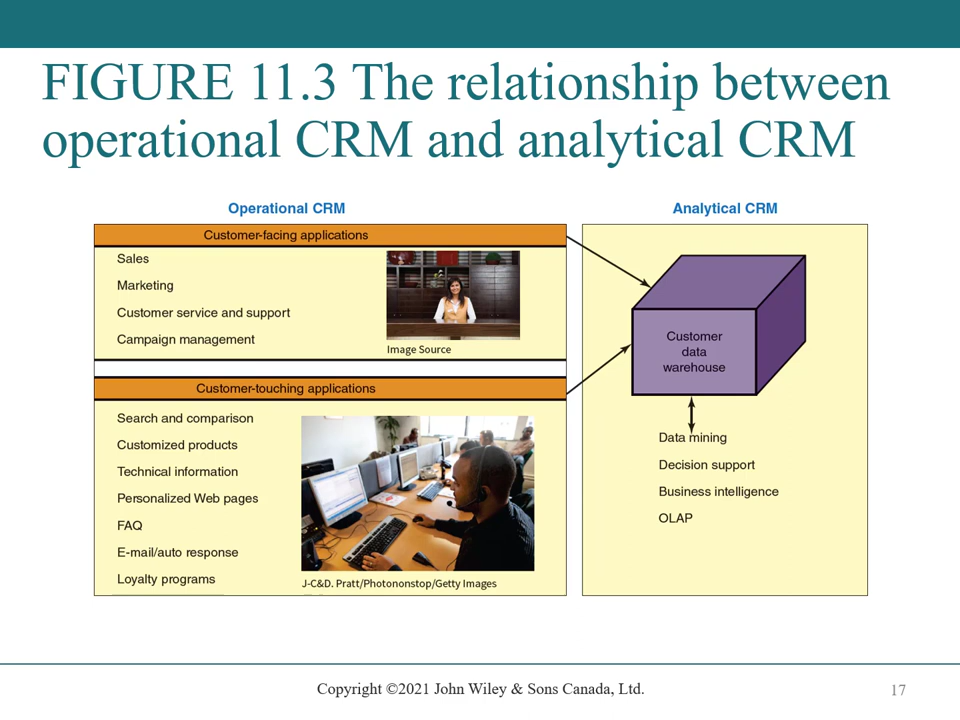 FIGURE 11.3 The relationship between
operational CRM and analytical CRM
Operational CRM
Customer-facing applications
Sales
Marketing
Customer service and support
Campaign management
Image Source
Customer-touching applications
Search and comparison
Customized products
Technical information
Personalized Web pages
FAQ
E-mail/auto response
Loyalty programs
J-C&D. Pratt/Photononstop/Getty Images
Analytical CRM
Customer
data
warehouse
Data mining
Decision support
Business intelligence
OLAP
Copyright ©2021 John Wiley & Sons Canada, Ltd.
17